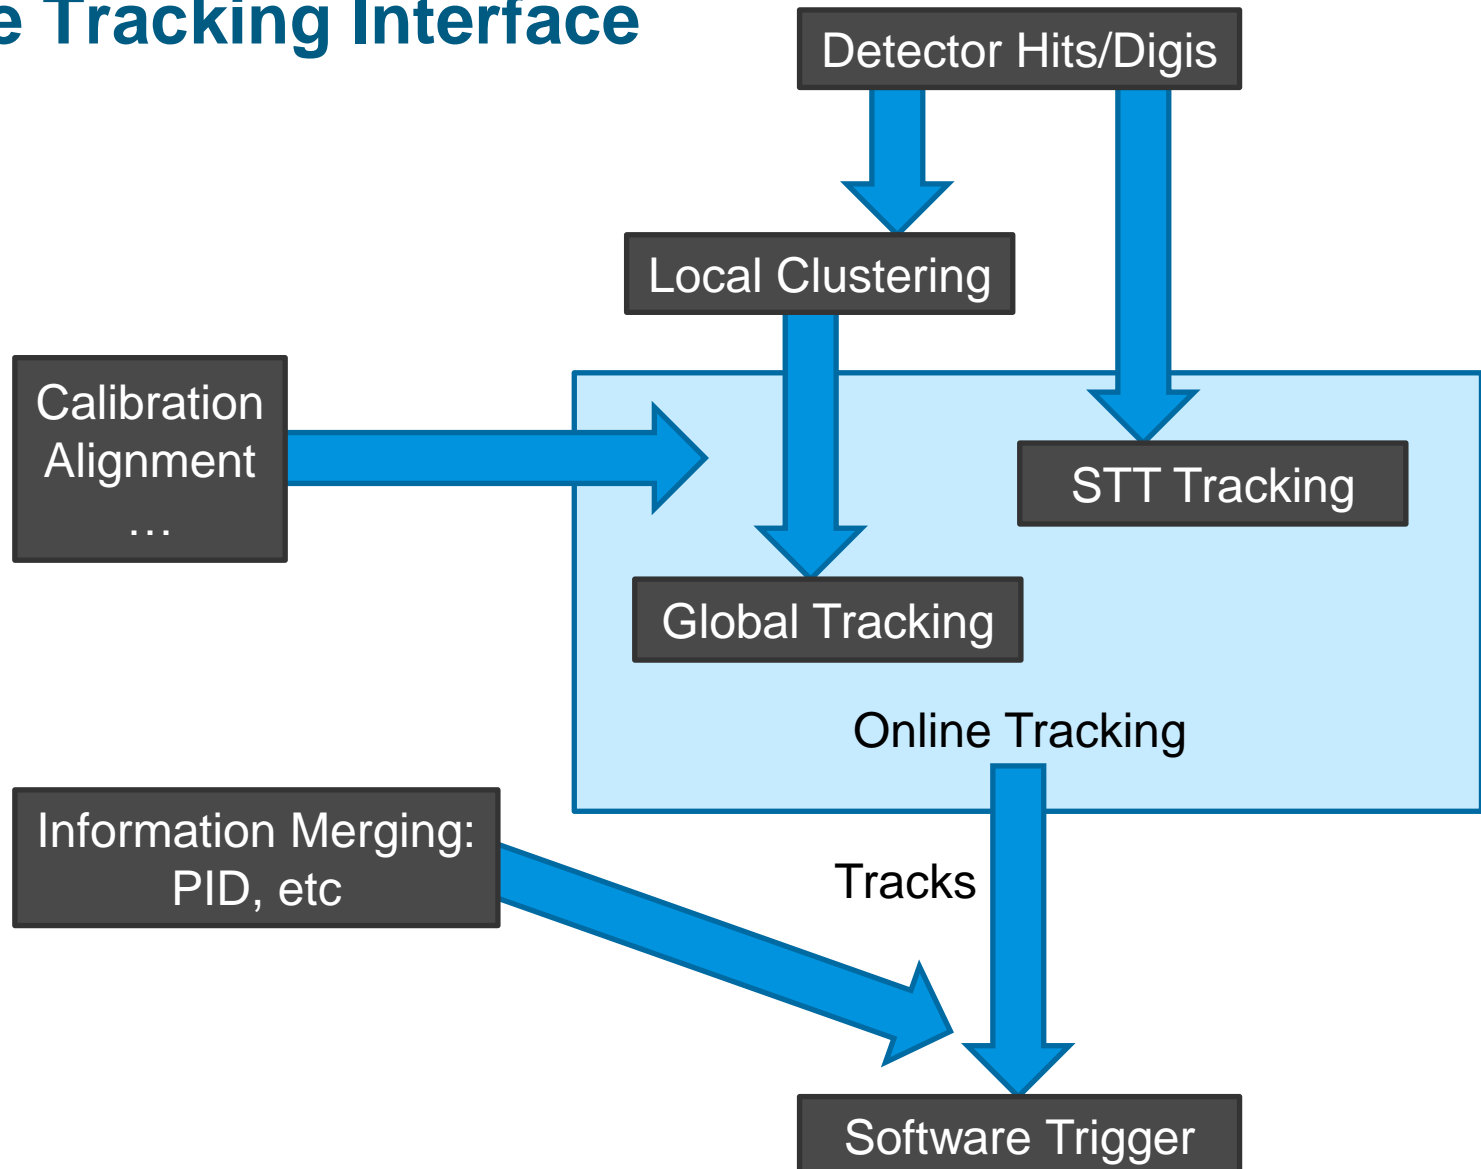 e Tracking Interface
Detector Hits/Digis
Local Clustering
Calibration
Alignment
…
STT Tracking
Global Tracking
Online Tracking
Information Merging:
PID, etc
Tracks
Software Trigger